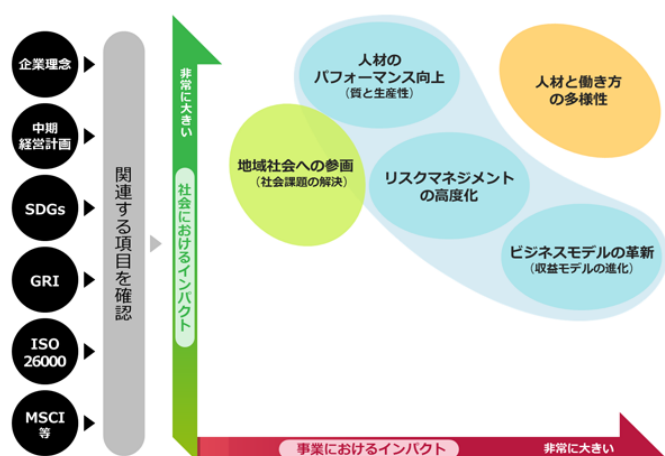 企業理念
中期
経営計画
SDGs
GRI
ISO
26000
MSCI
等
関連する項目を確認
非常に大きい
社会におけるインパクト
人材の
パフォーマンス向上
(質と生産性)
人材と働き方
の多様性
地域社会への参画
(社会課題の解決)
リスクマネジメント
の高度化
ビジネスモデルの革新
(収益モデルの進化)
事業におけるインパクト
非常に大きい